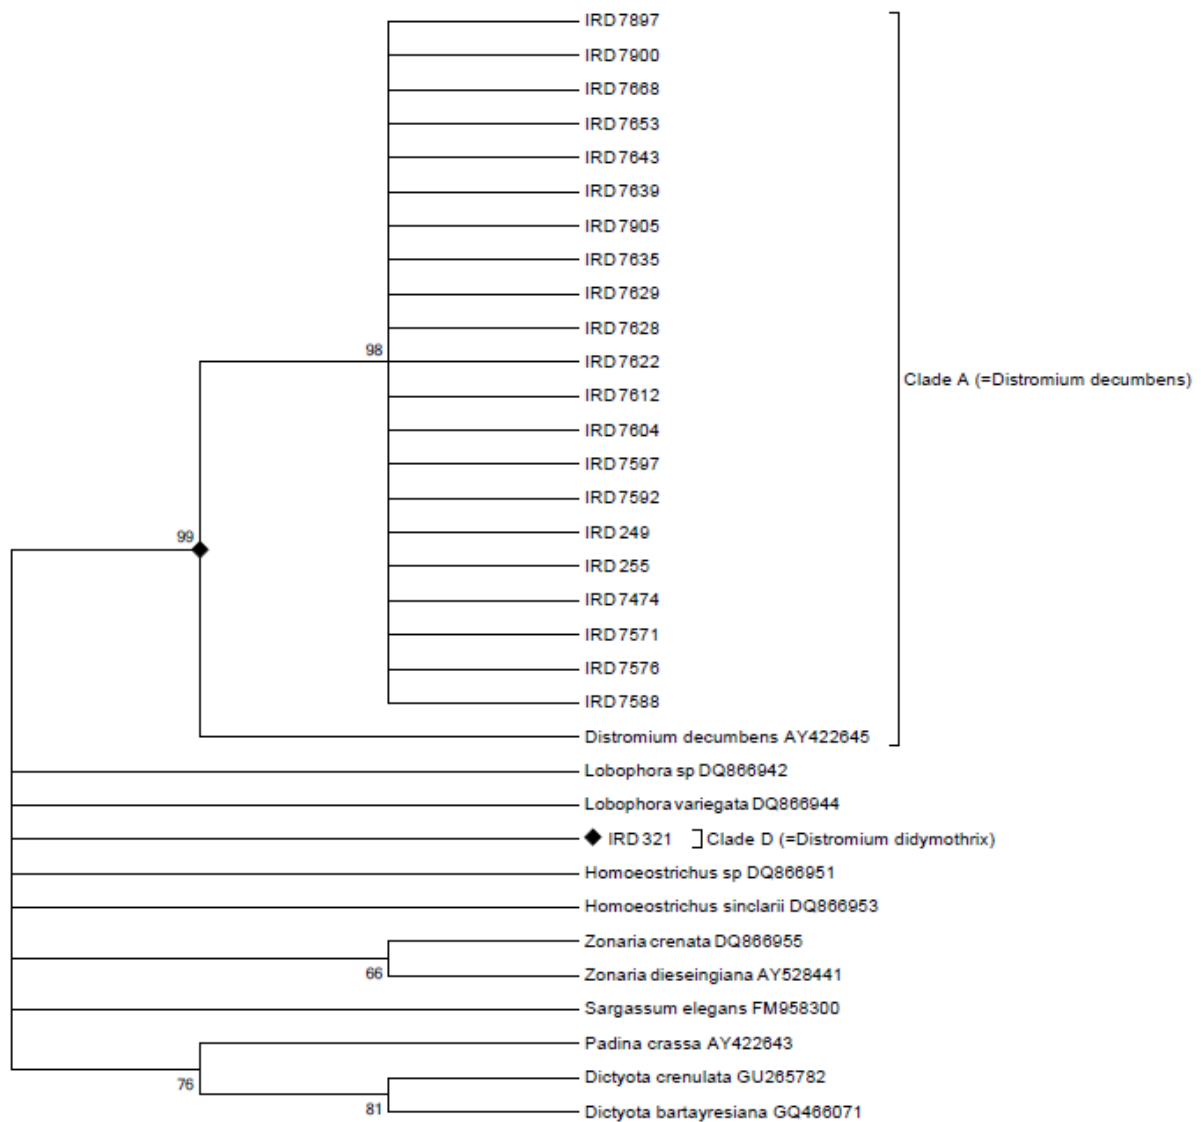 IRD7897
IRD7900
IRD7668
IRD7653
IRD7643
IRD7639
IRD7905
IRD7635
IRD7629
IRD7628
98
IRD7622
Clade A (=Distromium decumbens)
IRD7612
IRD7604
IRD7597
IRD7592
99
IRD249
IRD255
IRD7474
IRD7571
IRD7576
IRD7588
Distromium decumbens AY422645
Lobophora sp DQ866942
Lobophora variegata DQ866944
IRD321 Clade D (=Distromium didymothrix)
Homoeostrichus sp DQ866951
Homoeostrichus sinclarii DQ866953
Zonaria crenata DQ866955
66
Zonaria dieseingiana AY528441
Sargassum elegans FM958300
Padina crassa AY422643
76
Dictyota crenulata GU265782
81
Dictyota bartayresiana GQ466071